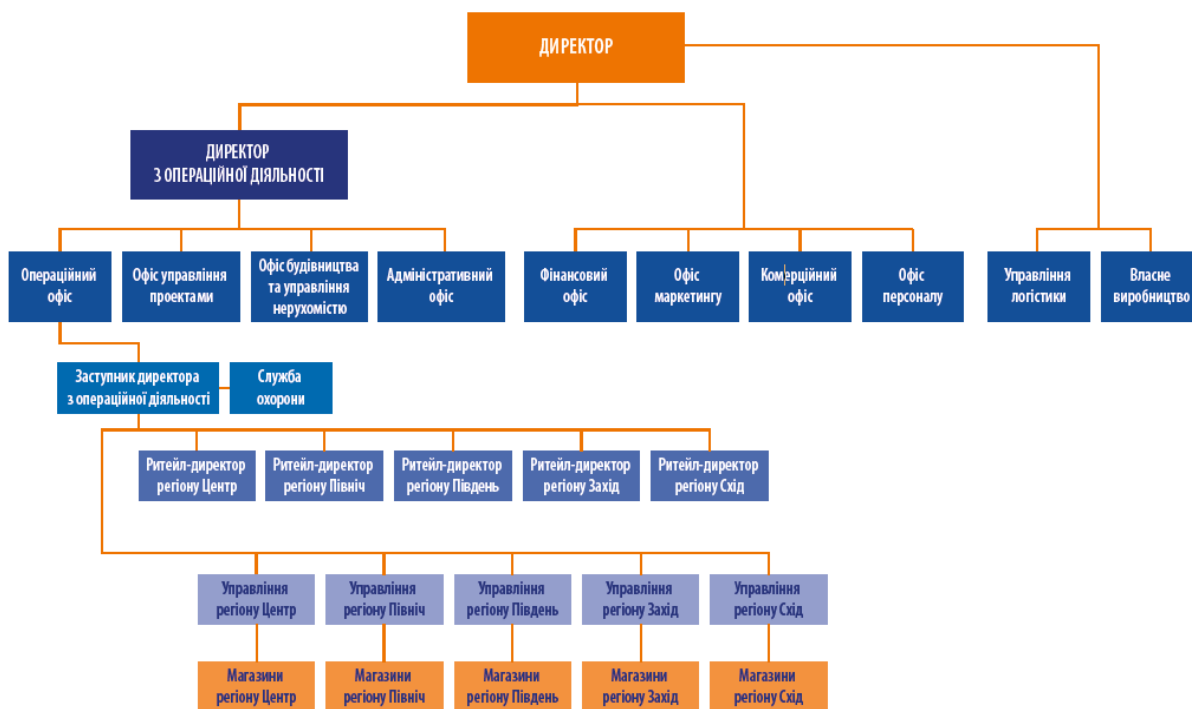 ДИРЕКТОР
ДИРЕКТОР
З ОПЕРАЦІЙНОЇ ДІЯЛЬНОСТІ
Операційний
офіс
Офіс управління
проектами
Офіс будівництва
та управління
нерухомістю
Адміністративний
офіс
Фінансовий
офіс
Офіс
маркетингу
Комерційний
офіс
Офіс
персоналу
Управління
логістики
Власне
виробництво
Заступник директора
з операційної діяльності
Служба
охорони
Ритейл-директор
регіону Центр
Ритейл-директор
регіону Північ
Ритейл-директор
регіону Південь
Ритейл-директор
регіону Захід
Ритейл-директор
регіону Схід
Управління
регіону Центр
Управління
регіону Північ
Управління
регіону Південь
Управління
регіону Захід
Управління
регіону Схід
Магазини
регіону Центр
Магазини
регіону Північ
Магазини
регіону Південь
Магазини
регіону Захід
Магазини
регіону Схід